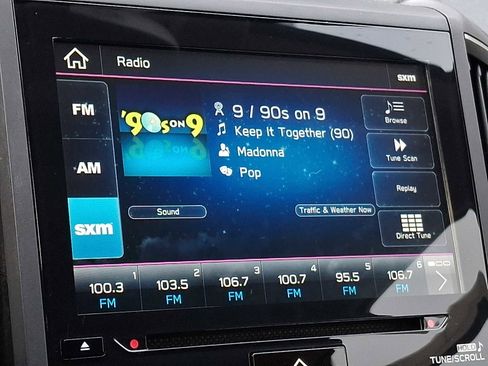 Radio
sxm
FM
AM
sxm
'90s ON 9
9 / 90s on 9
Keep It Together (90)
Madonna
Pop
Browse
Tune Scan
Replay
Direct Tune
Sound
Traffic & Weather Now
1 2 3 4 5 6
100.3 103.5 106.7 100.7 95.5 106.7
FM FM FM FM FM FM
HOLD
TUNE/SCROLL